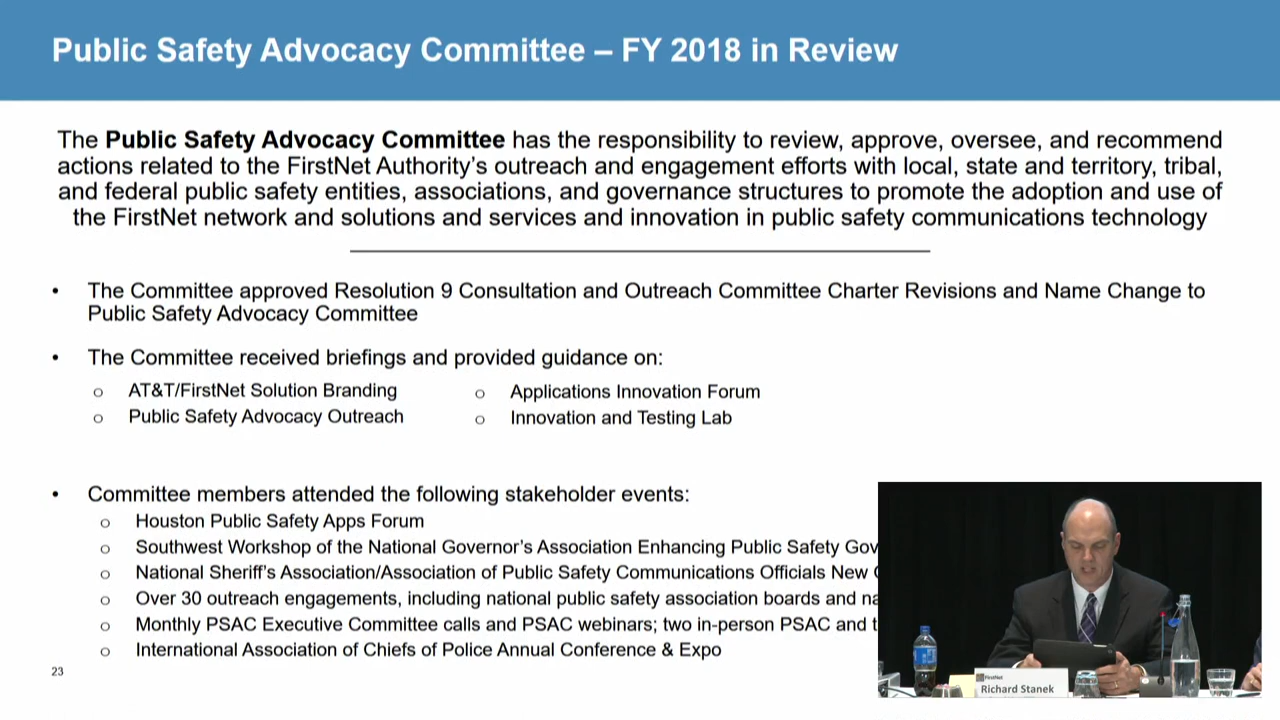 Public Safety Advocacy Committee – FY 2018 in Review
The Public Safety Advocacy Committee has the responsibility to review, approve, oversee, and recommend
actions related to the FirstNet Authority's outreach and engagement efforts with local, state and territory, tribal,
and federal public safety entities, associations, and governance structures to promote the adoption and use of
the FirstNet network and solutions and services and innovation in public safety communications technology
• The Committee approved Resolution 9 Consultation and Outreach Committee Charter Revisions and Name Change to
Public Safety Advocacy Committee
• The Committee received briefings and provided guidance on:
o AT&T/FirstNet Solution Branding
o Public Safety Advocacy Outreach
o Applications Innovation Forum
o Innovation and Testing Lab
• Committee members attended the following stakeholder events:
o Houston Public Safety Apps Forum
o Southwest Workshop of the National Governor's Association Enhancing Public Safety Gov
o National Sheriff's Association/Association of Public Safety Communications Officials New
o Over 30 outreach engagements, including national public safety association boards and na
o Monthly PSAC Executive Committee calls and PSAC webinars; two in-person PSAC and t
o International Association of Chiefs of Police Annual Conference & Expo
23
FirstNet
Richard Stanek